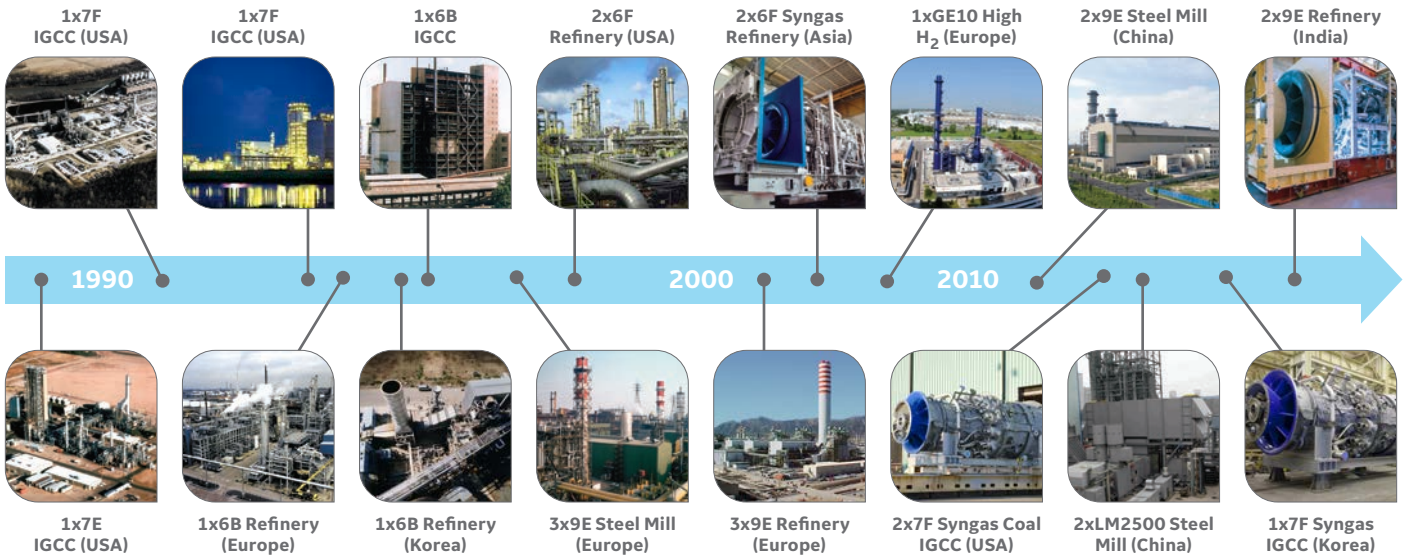 1x7F
IGCC (USA)
1x7F
IGCC (USA)
1x6B
IGCC
2x6F
Refinery (USA)
2x6F Syngas
Refinery (Asia)
1xGE10 High
H2 (Europe)
2x9E Steel Mill
(China)
2x9E Refinery
(India)
1990
2000
2010
1x7E
IGCC (USA)
1x6B Refinery
(Europe)
1x6B Refinery
(Korea)
3x9E Steel Mill
(Europe)
3x9E Refinery
(Europe)
2x7F Syngas Coal
IGCC (USA)
2xLM2500 Steel
Mill (China)
1x7F Syngas
IGCC (Korea)